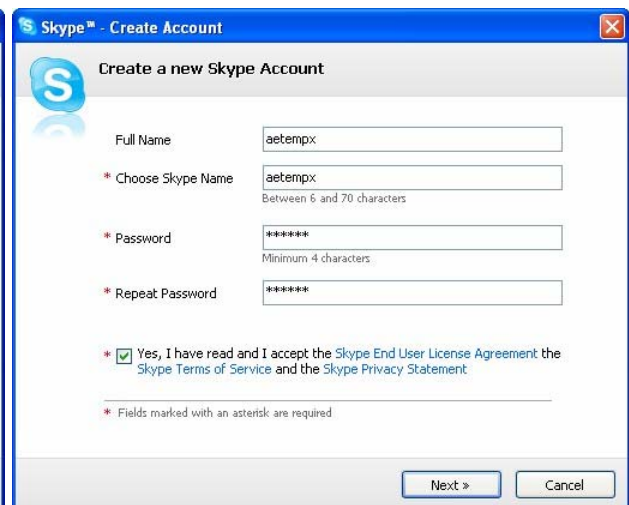 Skype™ - Create Account
Create a new Skype Account
Full Name aetempx
* Choose Skype Name aetempx
Between 6 and 70 characters
* Password ******
Minimum 4 characters
* Repeat Password ******
* Yes, I have read and I accept the Skype End User License Agreement the
Skype Terms of Service and the Skype Privacy Statement
* Fields marked with an asterisk are required
Next » Cancel